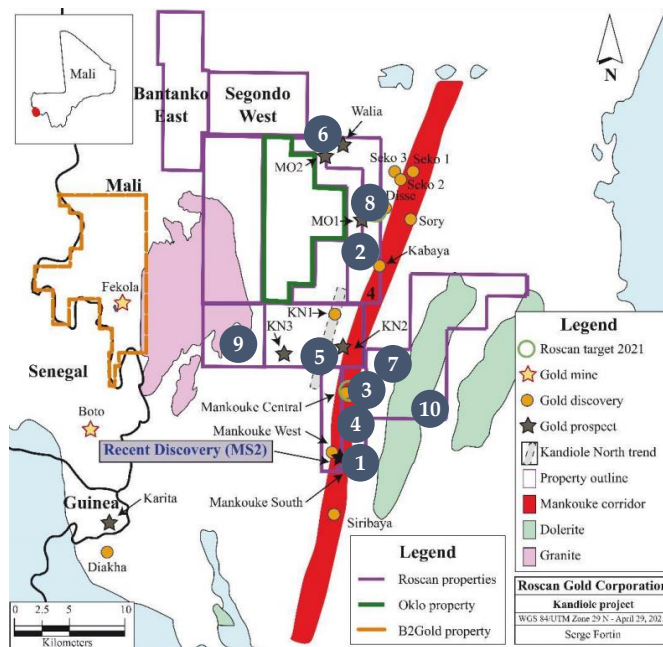 Mali
N
Bantanko
East
Segondo
West
6
Walia
MO2
Seko 3
Seko 1
Seko 2
Mali
8
Disse
MO1
Sory
2
Kabaya
Fekola
4
KN1
KN3
KN2
9
5
7
Senegal
3
Mankouke
Central
10
Boto
4
Mankouke
West
Recent Discovery (MS2)
1
Mankouke
South
Guinea
Karita
Siribaya
Diakha
0 2.5 5 10
Kilometers
Legend
Roscan properties
Oklo property
B2Gold property
Legend
Roscan target 2021
Gold mine
Gold discovery
Gold prospect
Kandiole North trend
Property outline
Mankouke corridor
Dolerite
Granite
Roscan Gold Corporation
Kandiole project
WGS 84/UTM Zone 29 N - April 29, 202
Serge Fortin